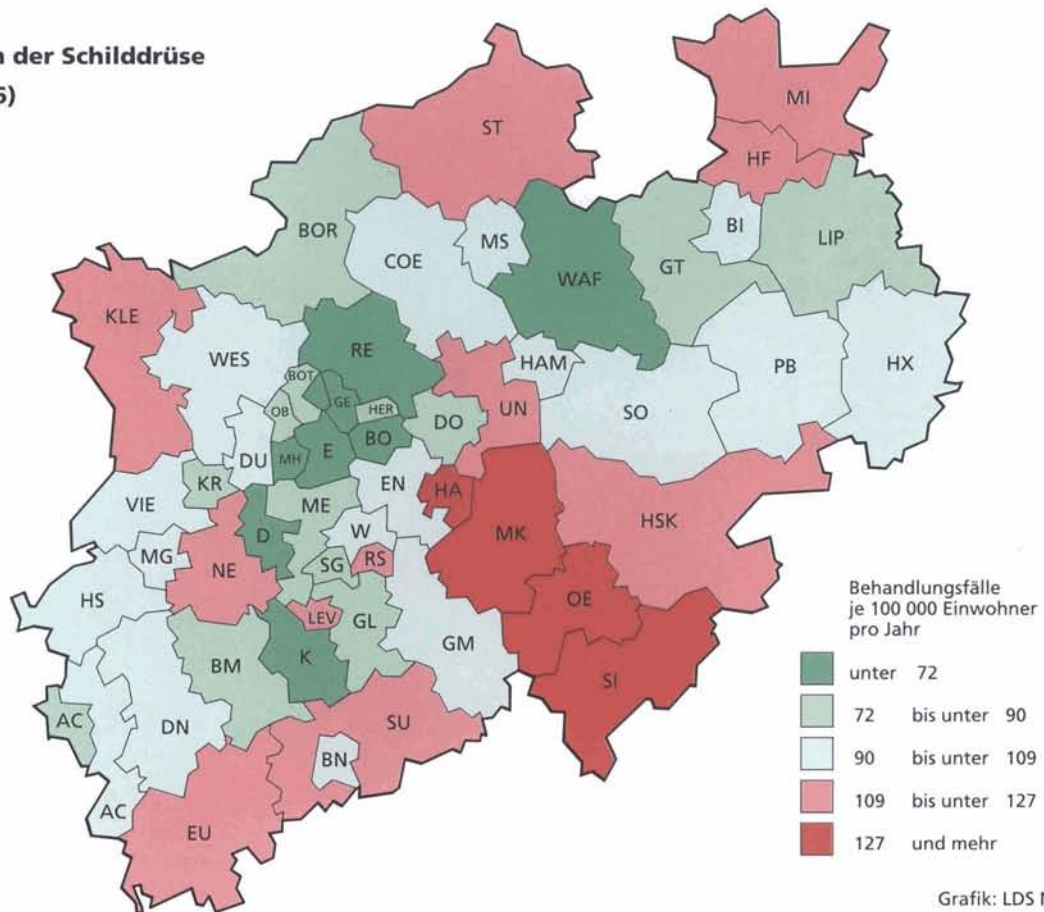 der Schilddrüse
ST
MI
HF
BOR
MS
BI
LIP
COE
GT
WAF
KLE
RE
WES
HAM
PB
HX
BOT
GE
OB
HER
UN
SO
DO
BO
E
MH
DU
EN
HA
KR
ME
VIE
HSK
MK
D
W
MG
RS
SG
NE
OE
HS
LEV
GL
K
GM
BM
SI
AC
SU
DN
BN
AC
EU
Behandlungsfälle
je 100 000 Einwohner
pro Jahr
unter 72
72 bis unter 90
90 bis unter 109
109 bis unter 127
127 und mehr
Grafik: LDS